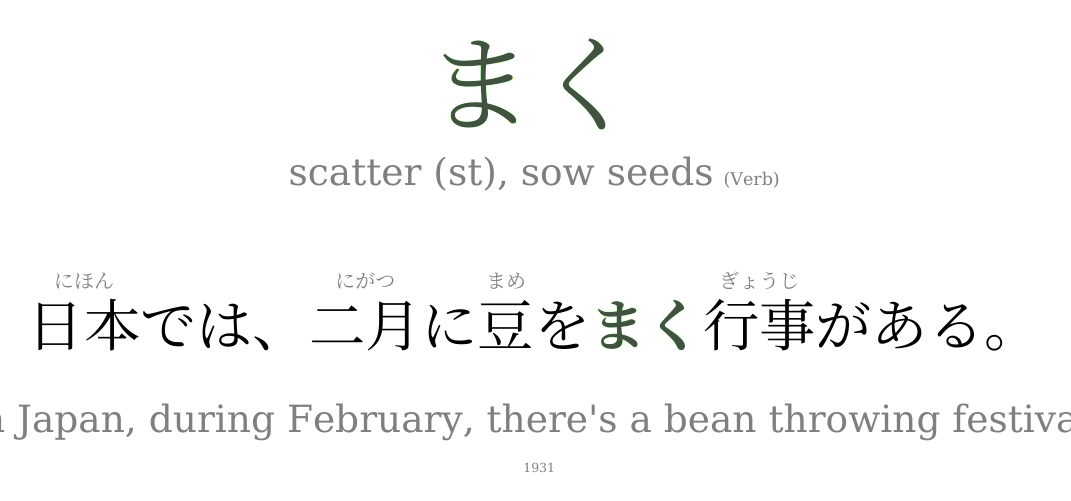 まく
scatter (st), sow seeds (Verb)
にほん にがつ まめ ぎょうじ
日本では、二月に豆をまく行事がある。
Japan, during February, there's a bean throwing
1931